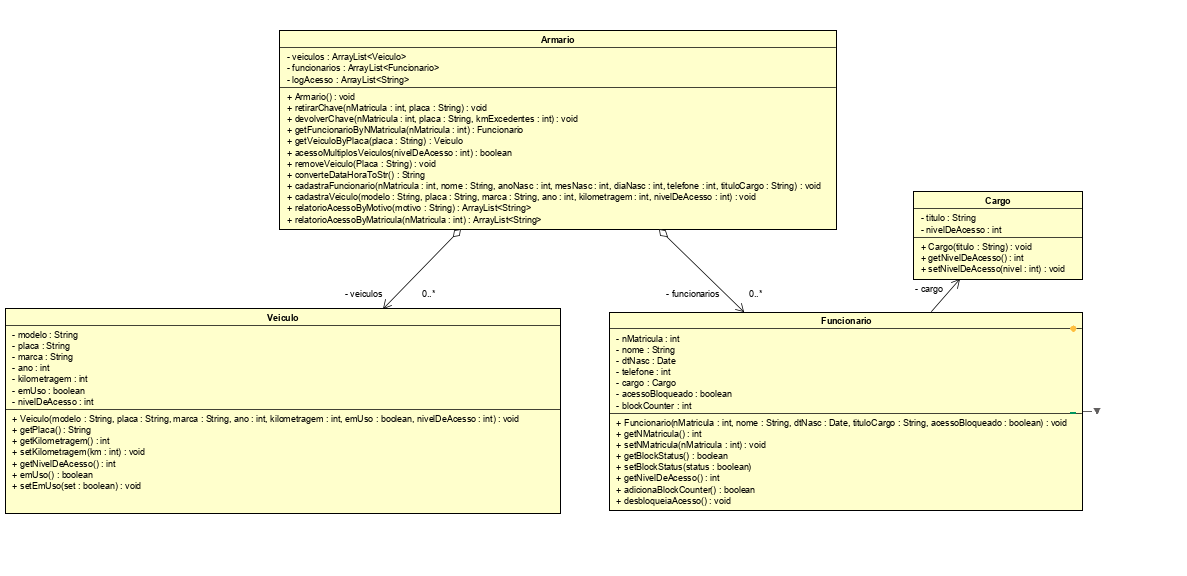 Armario
- veiculos : ArrayList<Veiculo>
- funcionarios : ArrayList<Funcionario>
- logAcesso : ArrayList<String>
+ Armario() : void
+ retirarChave(nMatricula : int, placa : String) : void
+ devolverChave(nMatricula : int, placa : String, kmExcedentes : int) : void
+ getFuncionarioByNMatricula(nMatricula : int) : Funcionario
+ getVeiculoByPlaca(placa : String) : Veiculo
+ acessoMultiplosVeiculos(nivelDeAcesso : int) : boolean
+ removeVeiculo(Placa : String) : void
+ converteDataHoraToStr() : String
+ cadastraFuncionario(nMatricula : int, nome : String, anoNasc : int, mesNasc : int, diaNasc : int, telefone : int, tituloCargo : String) : void
+ cadastraVeiculo(modelo : String, placa : String, marca : String, ano : int, kilometragem : int, nivelDeAcesso : int) : void
+ relatorioAcessoByMotivo(motivo : String) : ArrayList<String>
+ relatorioAcessoByMatricula(nMatricula : int) : ArrayList<String>
Cargo
- titulo : String
- nivelDeAcesso : int
+ Cargo(titulo : String) : void
+ getNivelDeAcesso() : int
+ setNivelDeAcesso(nivel : int) : void
- cargo
- veiculos 0..*
- funcionarios 0..*
Veiculo
- modelo : String
- placa : String
- marca : String
- ano : int
- kilometragem : int
- emUso : boolean
- nivelDeAcesso : int
+ Veiculo(modelo : String, placa : String, marca : String, ano : int, kilometragem : int, emUso : boolean, nivelDeAcesso : int) : void
+ getPlaca() : String
+ getKilometragem() : int
+ setKilometragem(km : int) : void
+ getNivelDeAcesso() : int
+ emUso() : boolean
+ setEmUso(set : boolean) : void
Funcionario
- nMatricula : int
- nome : String
- dtNasc : Date
- telefone : int
- cargo : Cargo
- acessoBloqueado : boolean
- blockCounter : int
+ Funcionario(nMatricula : int, nome : String, dtNasc : Date, tituloCargo : String, acessoBloqueado : boolean) : void
+ getNMatricula() : int
+ setNMatricula(nMatricula : int) : void
+ getBlockStatus() : boolean
+ setBlockStatus(status : boolean)
+ getNivelDeAcesso() : int
+ adicionaBlockCounter() : boolean
+ desbloqueiaAcesso() : void